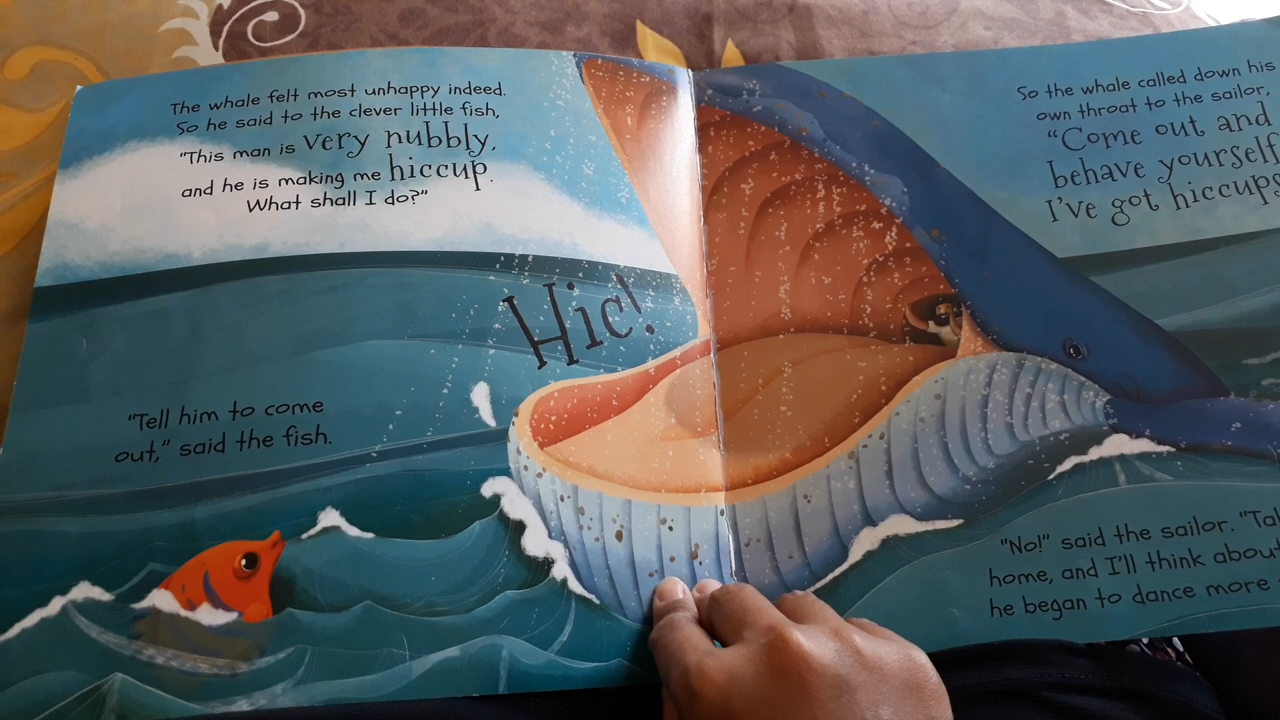 The whale felt most unhappy indeed.
So he said to the clever little fish,
"This man is very nubbly,
and he is making me hiccup.
What shall I do?"
Hic!
"Tell him to come
out," said the fish.
So the whale called down his
own throat to the sailor,
"Come out and
behave yourself
I've got hiccups
"No!" said the sailor.
home, and I'll think about
he began to dance more